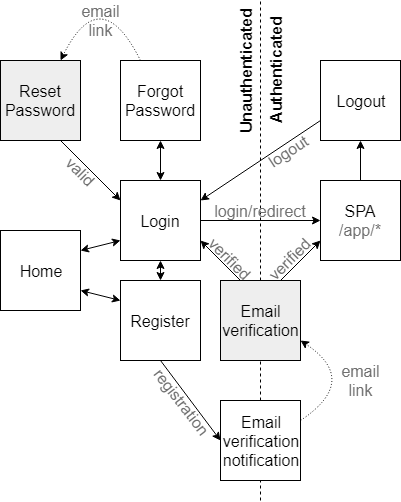 email
link
Reset
Password
Forgot
Password
Unauthenticated
Authenticated
Logout
valid
logout
Login
login/redirect
SPA
/app/*
Home
verified
verified
Register
Email
verification
registration
email
link
Email
verification
notification